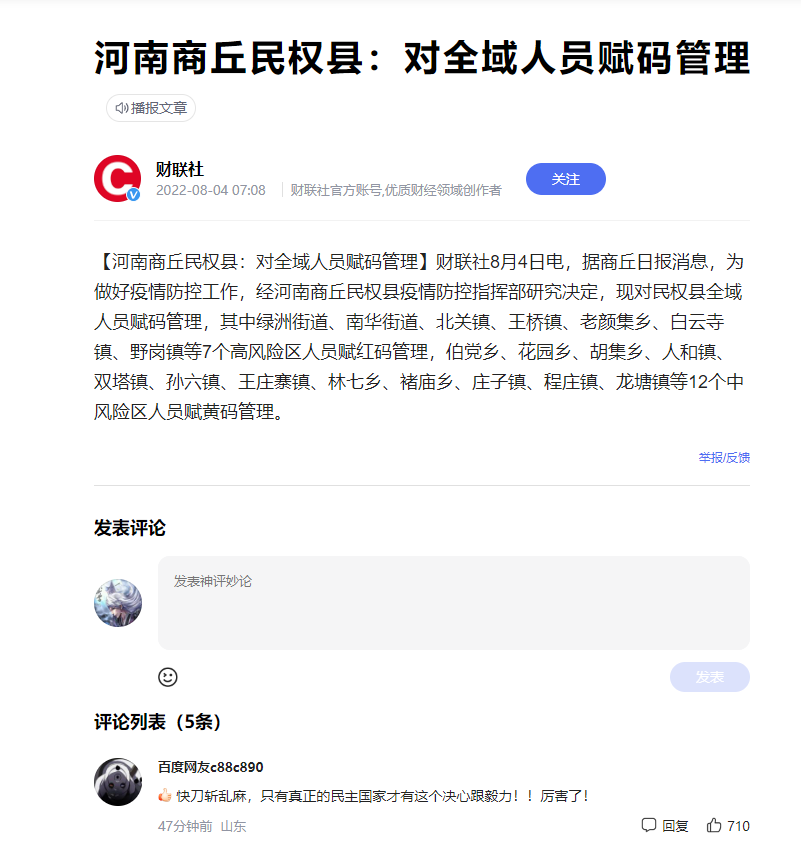 河南商丘民权县：对全域人员赋码管理
播报文章
财联社
2022-08-04 07:08 财联社官方账号,优质财经领域创作者 关注
【河南商丘民权县：对全域人员赋码管理】财联社8月4日电，据商丘日报消息，为
做好疫情防控工作，经河南商丘民权县疫情防控指挥部研究决定，现对民权县全域
人员赋码管理，其中绿洲街道、南华街道、北关镇、王桥镇、老颜集乡、白云寺
镇、野岗镇等7个高风险区人员赋红码管理，伯党乡、花园乡、胡集乡、人和镇、
双塔镇、孙六镇、王庄寨镇、林七乡、褚庙乡、庄子镇、程庄镇、龙塘镇等12个中
风险区人员赋黄码管理。
举报/反馈
发表评论
发表神评妙论
发表
评论列表（5条）
百度网友c88c890
👍快刀斩乱麻，只有真正的民主国家才有这个决心跟毅力！！厉害了！
47分钟前 山东 回复 710